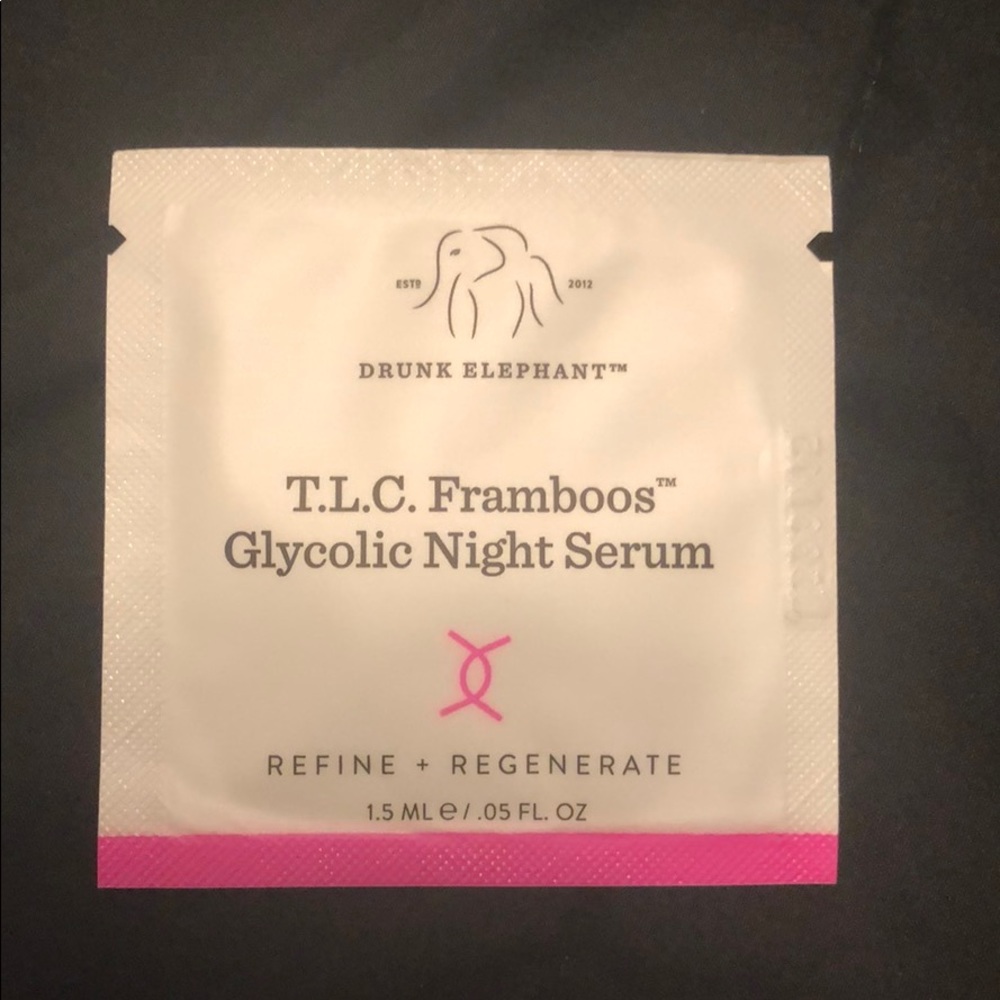 ESTD 2012
DRUNK ELEPHANT™
T.L.C. Framboos™
Glycolic Night Serum
REFINE + REGENERATE
1.5 ML ℮ / .05 FL. OZ